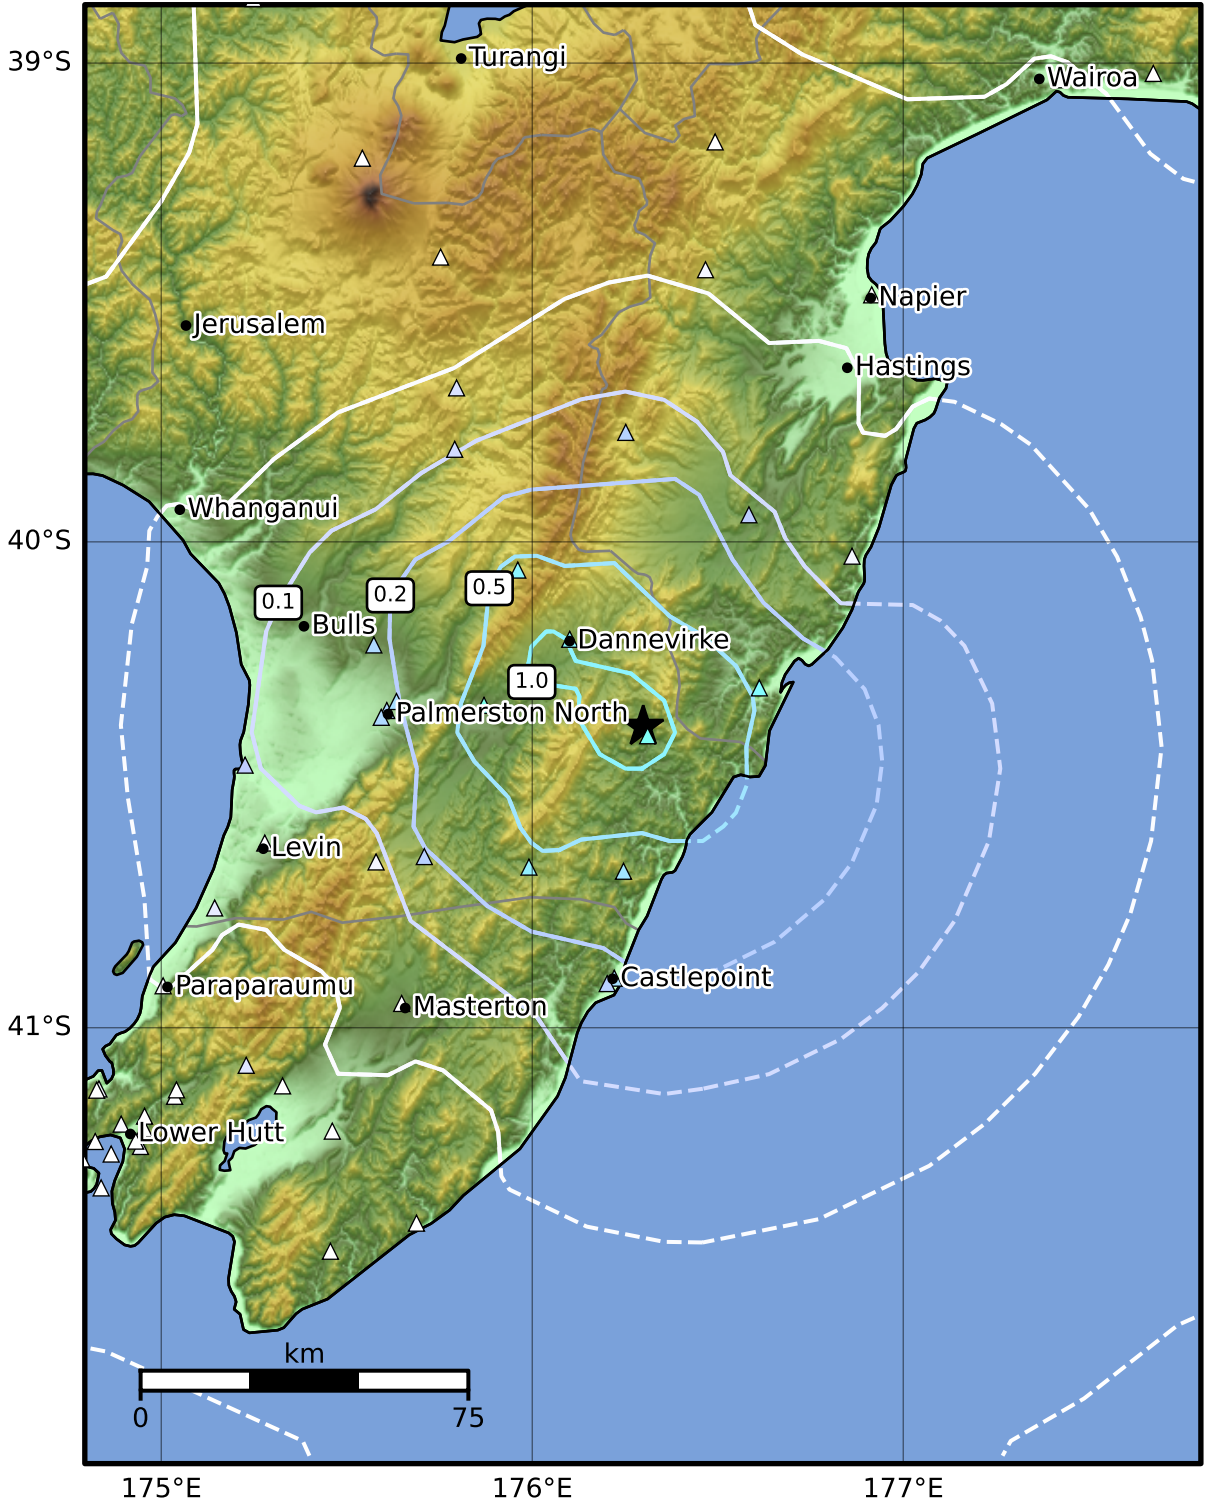 39°S
Turangi
Wairoa
Napier
Jerusalem
Hastings
Whanganui
40°S
0.1
0.2
0.5
Bulls
Dannevirke
1.0
Palmerston North
Levin
Castlepoint
Paraparaumu
Masterton
41°S
Lower Hutt
km
0
75
175°E
176°E
177°E